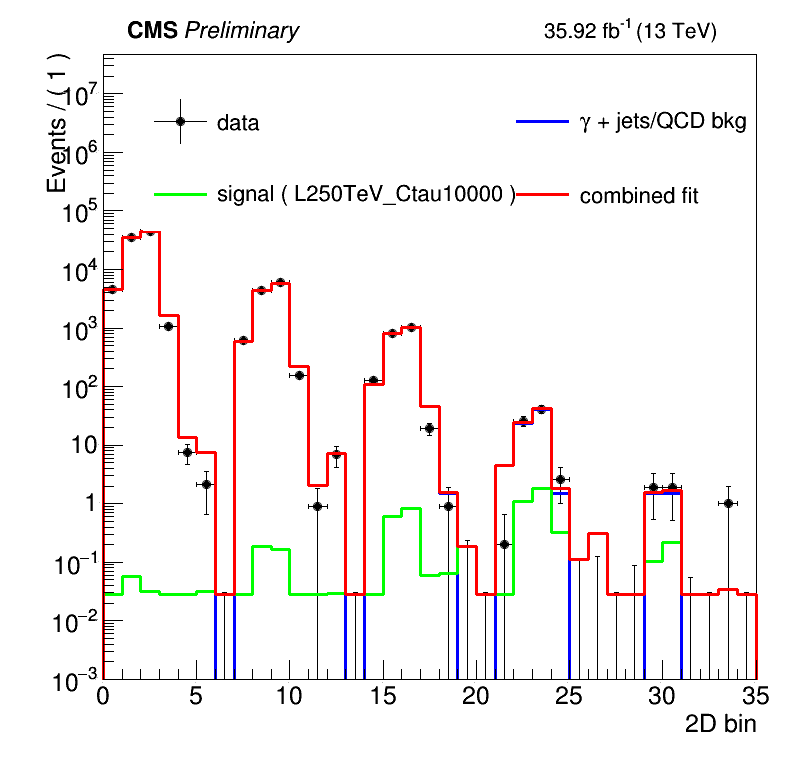 CMS Preliminary 35.92 fb⁻¹ (13 TeV)
Events / ( 1 )
data
γ + jets/QCD bkg
signal ( L250TeV_Ctau10000 )
combined fit
10⁷
10⁶
10⁵
10⁴
10³
10²
10
1
10⁻¹
10⁻²
10⁻³
0 5 10 15 20 25 30 35
2D bin